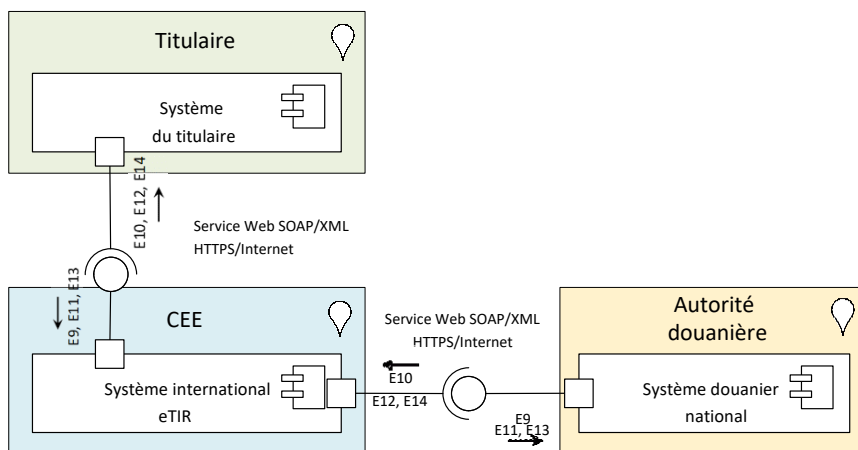 Titulaire
Système
du titulaire
E10, E12, E14
Service Web SOAP/XML
HTTPS/Internet
E9, E11, E13
CEE
Système international
eTIR
Service Web SOAP/XML
HTTPS/Internet
E10
E12, E14
E9
E11, E13
Autorité
douanière
Système douanier
national